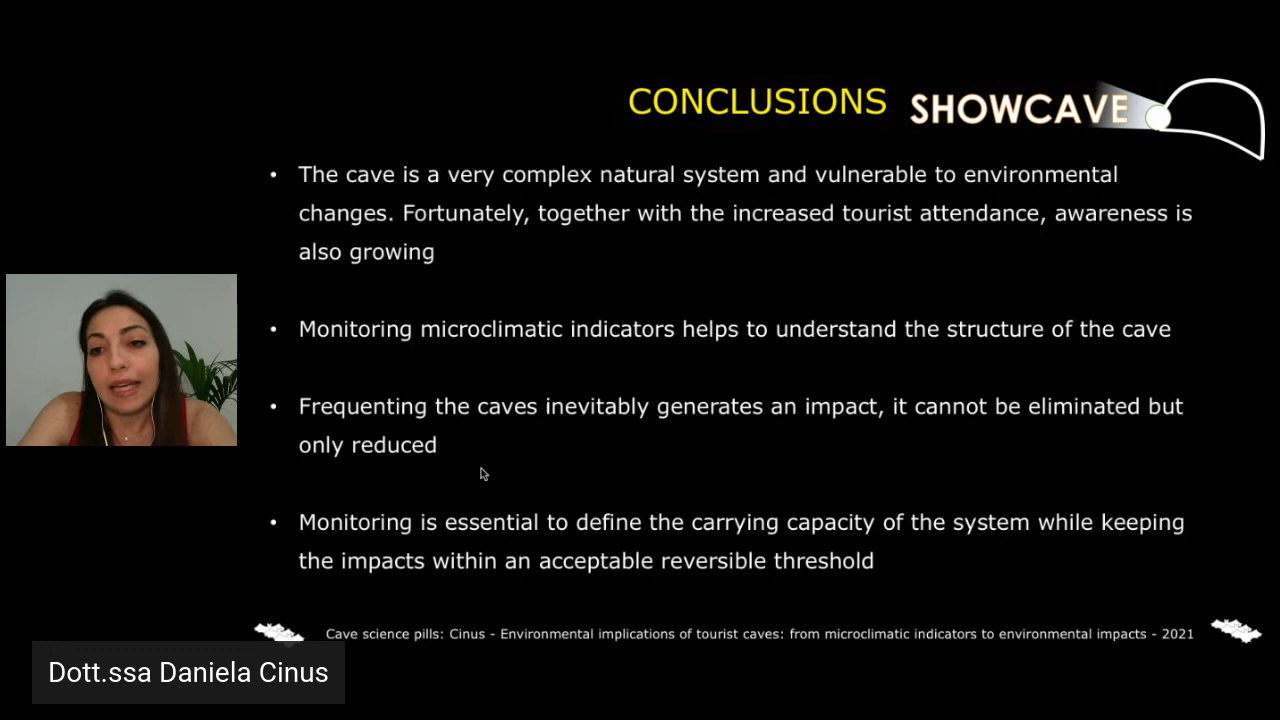 CONCLUSIONS SHOWCAVE
• The cave is a very complex natural system and vulnerable to environmental
changes. Fortunately, together with the increased tourist attendance, awareness is
also growing
• Monitoring microclimatic indicators helps to understand the structure of the cave
• Frequenting the caves inevitably generates an impact, it cannot be eliminated but
only reduced
• Monitoring is essential to define the carrying capacity of the system while keeping
the impacts within an acceptable reversible threshold
Cave science pills: Cinus - Environmental implications of tourist caves: from microclimatic indicators to environmental impacts - 2021
Dott.ssa Daniela Cinus